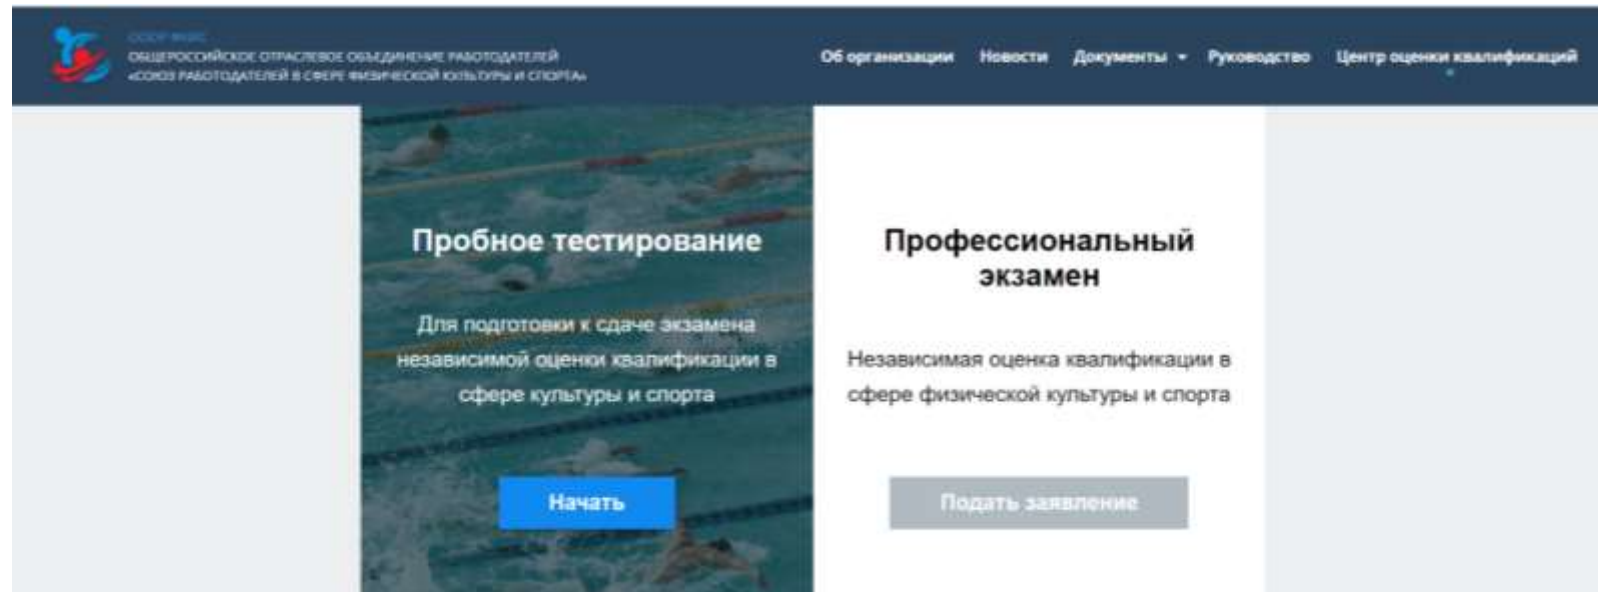 ОБЩЕРОССИЙСКОЕ ОТРАСЛЕВОЕ ОБЪЕДИНЕНИЕ РАБОТОДАТЕЛЕЙ
«СОЮЗ РАБОТОДАТЕЛЕЙ В СФЕРЕ ФИЗИЧЕСКОЙ КУЛЬТУРЫ И СПОРТА»
Об организации Новости Документы Руководство Центр оценки квалификаций
Пробное тестирование
Для подготовки к сдаче экзамена
независимой оценки квалификации в
сфере культуры и спорта
Начать
Профессиональный
экзамен
Независимая оценка квалификации в
сфере физической культуры и спорта
Подать заявление